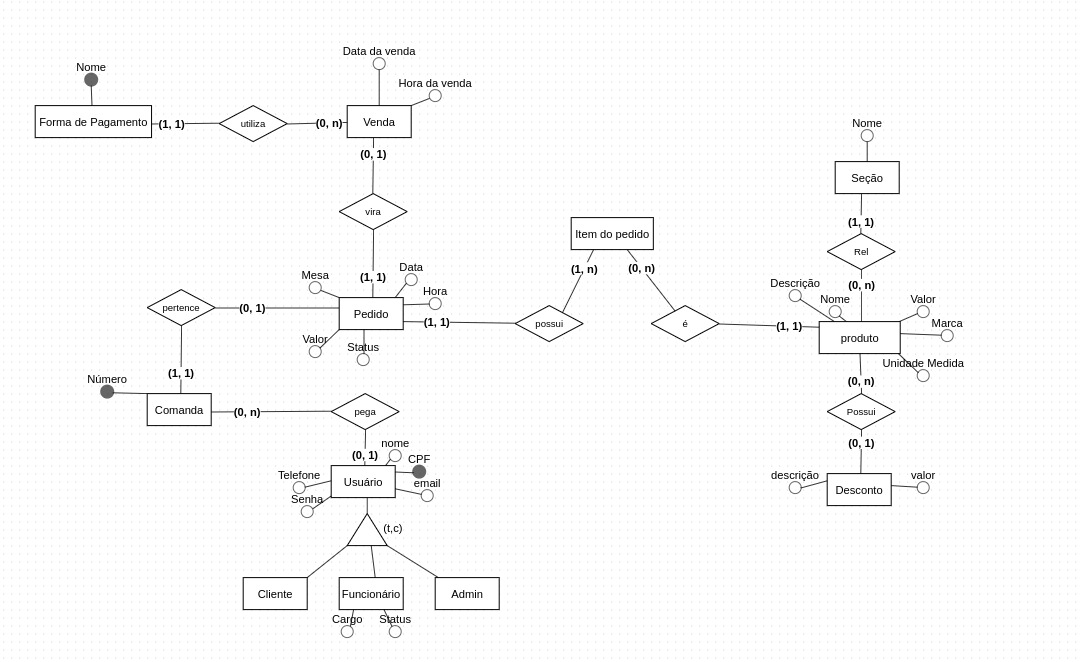 Data da venda
Nome
Hora da venda
Forma de Pagamento
(1, 1)
utiliza
(0, n)
Venda
Nome
(0, 1)
Seção
vira
(1, 1)
Item do pedido
Rel
(1, n)
(0, n)
Mesa
(1, 1)
Data
Descrição
(0, n)
Hora
Nome
Valor
pertence
(0, 1)
Pedido
(1, 1)
possui
é
(1, 1)
produto
Marca
Valor
Status
Unidade Medida
(1, 1)
Número
(0, n)
Comanda
(0, n)
pega
Possui
nome
(0, 1)
(0, 1)
CPF
Telefone
Usuário
email
descrição
Desconto
valor
Senha
(t,c)
Cliente
Funcionário
Admin
Cargo
Status